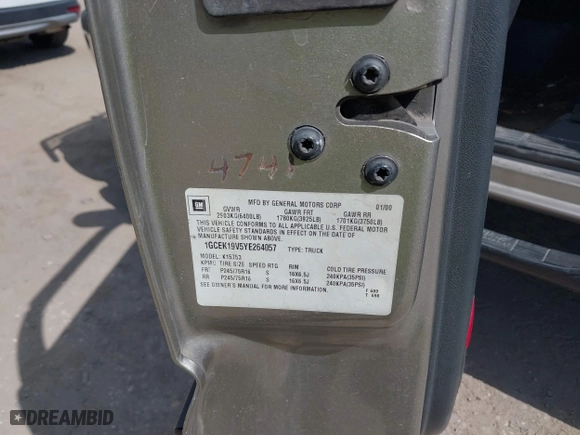 474
GM
MFD BY GENERAL MOTORS CORP 01/00
GVWR GAWR FRT GAWR RR
2903KG(6400LB) 1780KG(3925LB) 1701KG(3750LB)
THIS VEHICLE CONFORMS TO ALL APPLICABLE U.S. FEDERAL MOTOR
VEHICLE SAFETY STANDARDS IN EFFECT ON THE DATE OF
MANUFACTURE SHOWN ABOVE.
1GCEK19V5YE264057 TYPE: TRUCK
MODEL: K15753
TIRE SIZE SPEED RTG RIM COLD TIRE PRESSURE
FRT P245/75R16 S 16X6.5J 240KPA(35PSI)
RR P245/75R16 S 16X6.5J 240KPA(35PSI)
SEE OWNER'S MANUAL FOR MORE INFORMATION.
DREAMBID